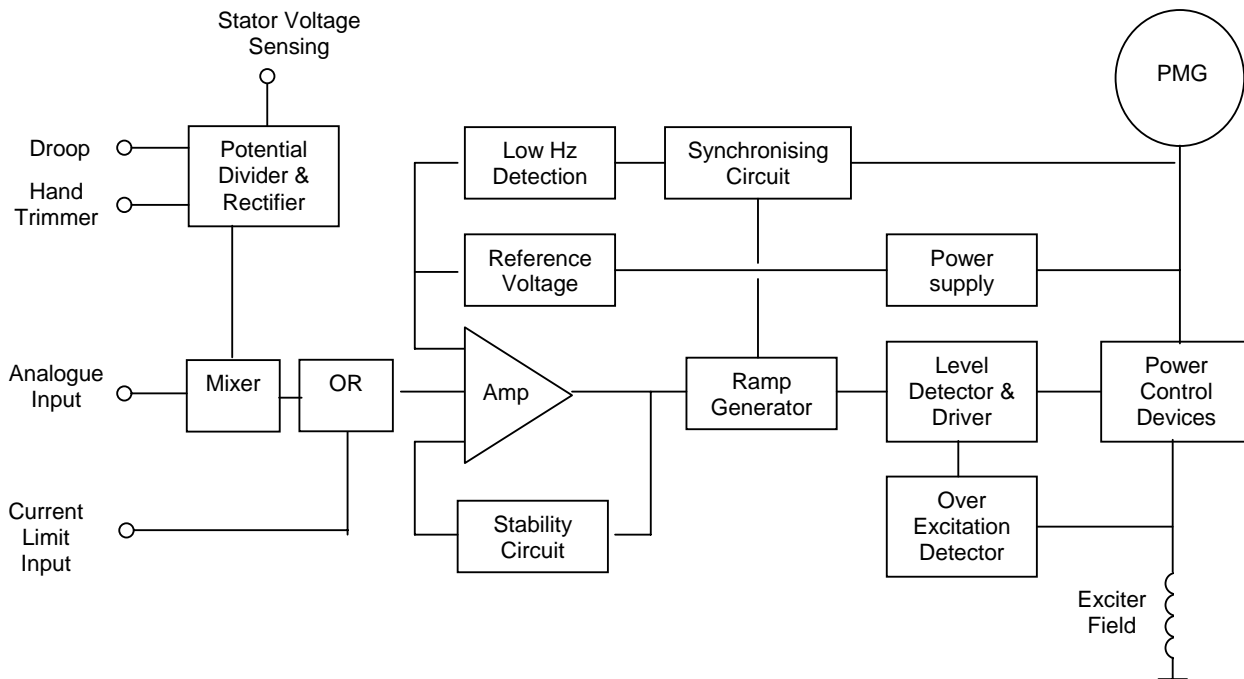 Stator Voltage
Sensing
PMG
Droop
Hand
Trimmer
Potential
Divider &
Rectifier
Low Hz
Detection
Synchronising
Circuit
Reference
Voltage
Power
supply
Analogue
Input
Mixer
OR
Amp
Ramp
Generator
Level
Detector &
Driver
Power
Control
Devices
Current
Limit
Input
Stability
Circuit
Over
Excitation
Detector
Exciter
Field